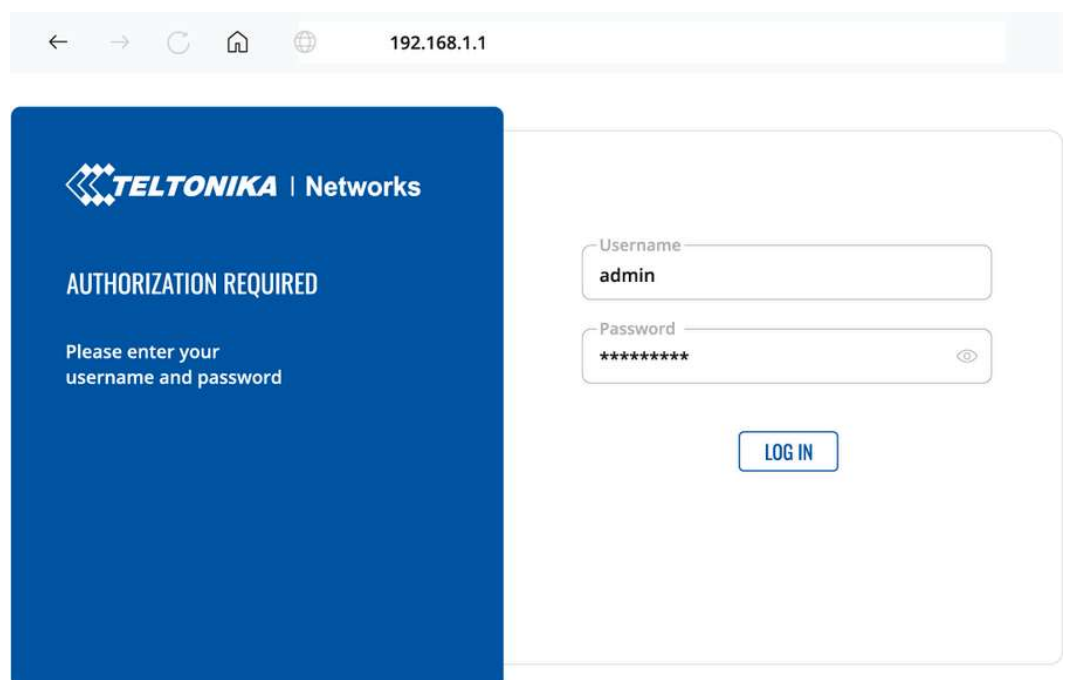 192.168.1.1
TELTONIKA | Networks
AUTHORIZATION REQUIRED
Please enter your
username and password
Username
admin
Password
*********
LOG IN